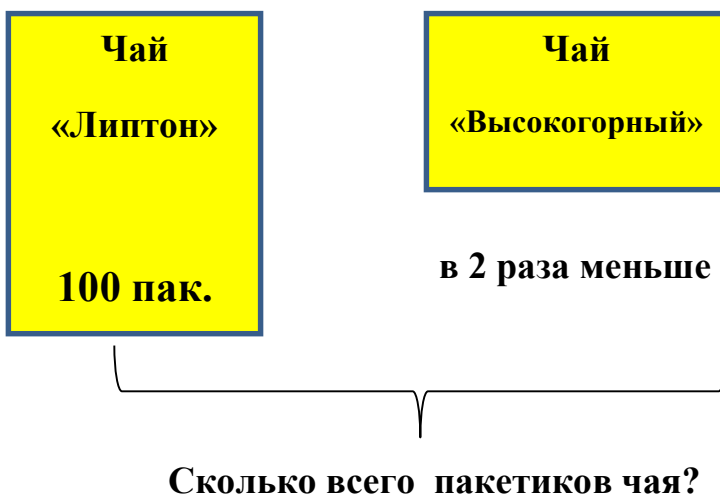 Чай
«Липтон»
100 пак.
Чай
«Высокогорный»
в 2 раза меньше
Сколько всего пакетиков чая?